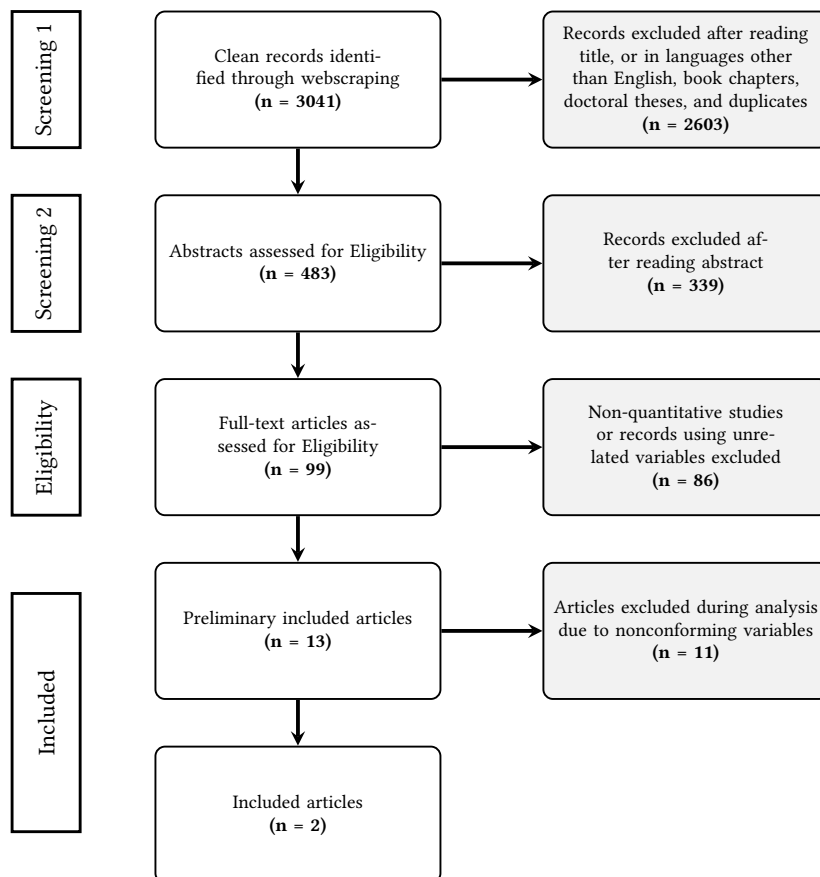 Screening 1
Clean records identi-
fied through webscraping
(n = 3041)
Records excluded after reading
title, or in languages other
than English, book chapters,
doctoral theses, and duplicates
(n = 2603)
Screening 2
Abstracts assessed for Eligibility
(n = 483)
Records excluded af-
ter reading abstract
(n = 339)
Eligibility
Full-text articles as-
sessed for Eligibility
(n = 99)
Non-quantitative studies
or records using unre-
lated variables excluded
(n = 86)
Included
Preliminary included articles
(n = 13)
Articles excluded during analysis
due to nonconforming variables
(n = 11)
Included articles
(n = 2)